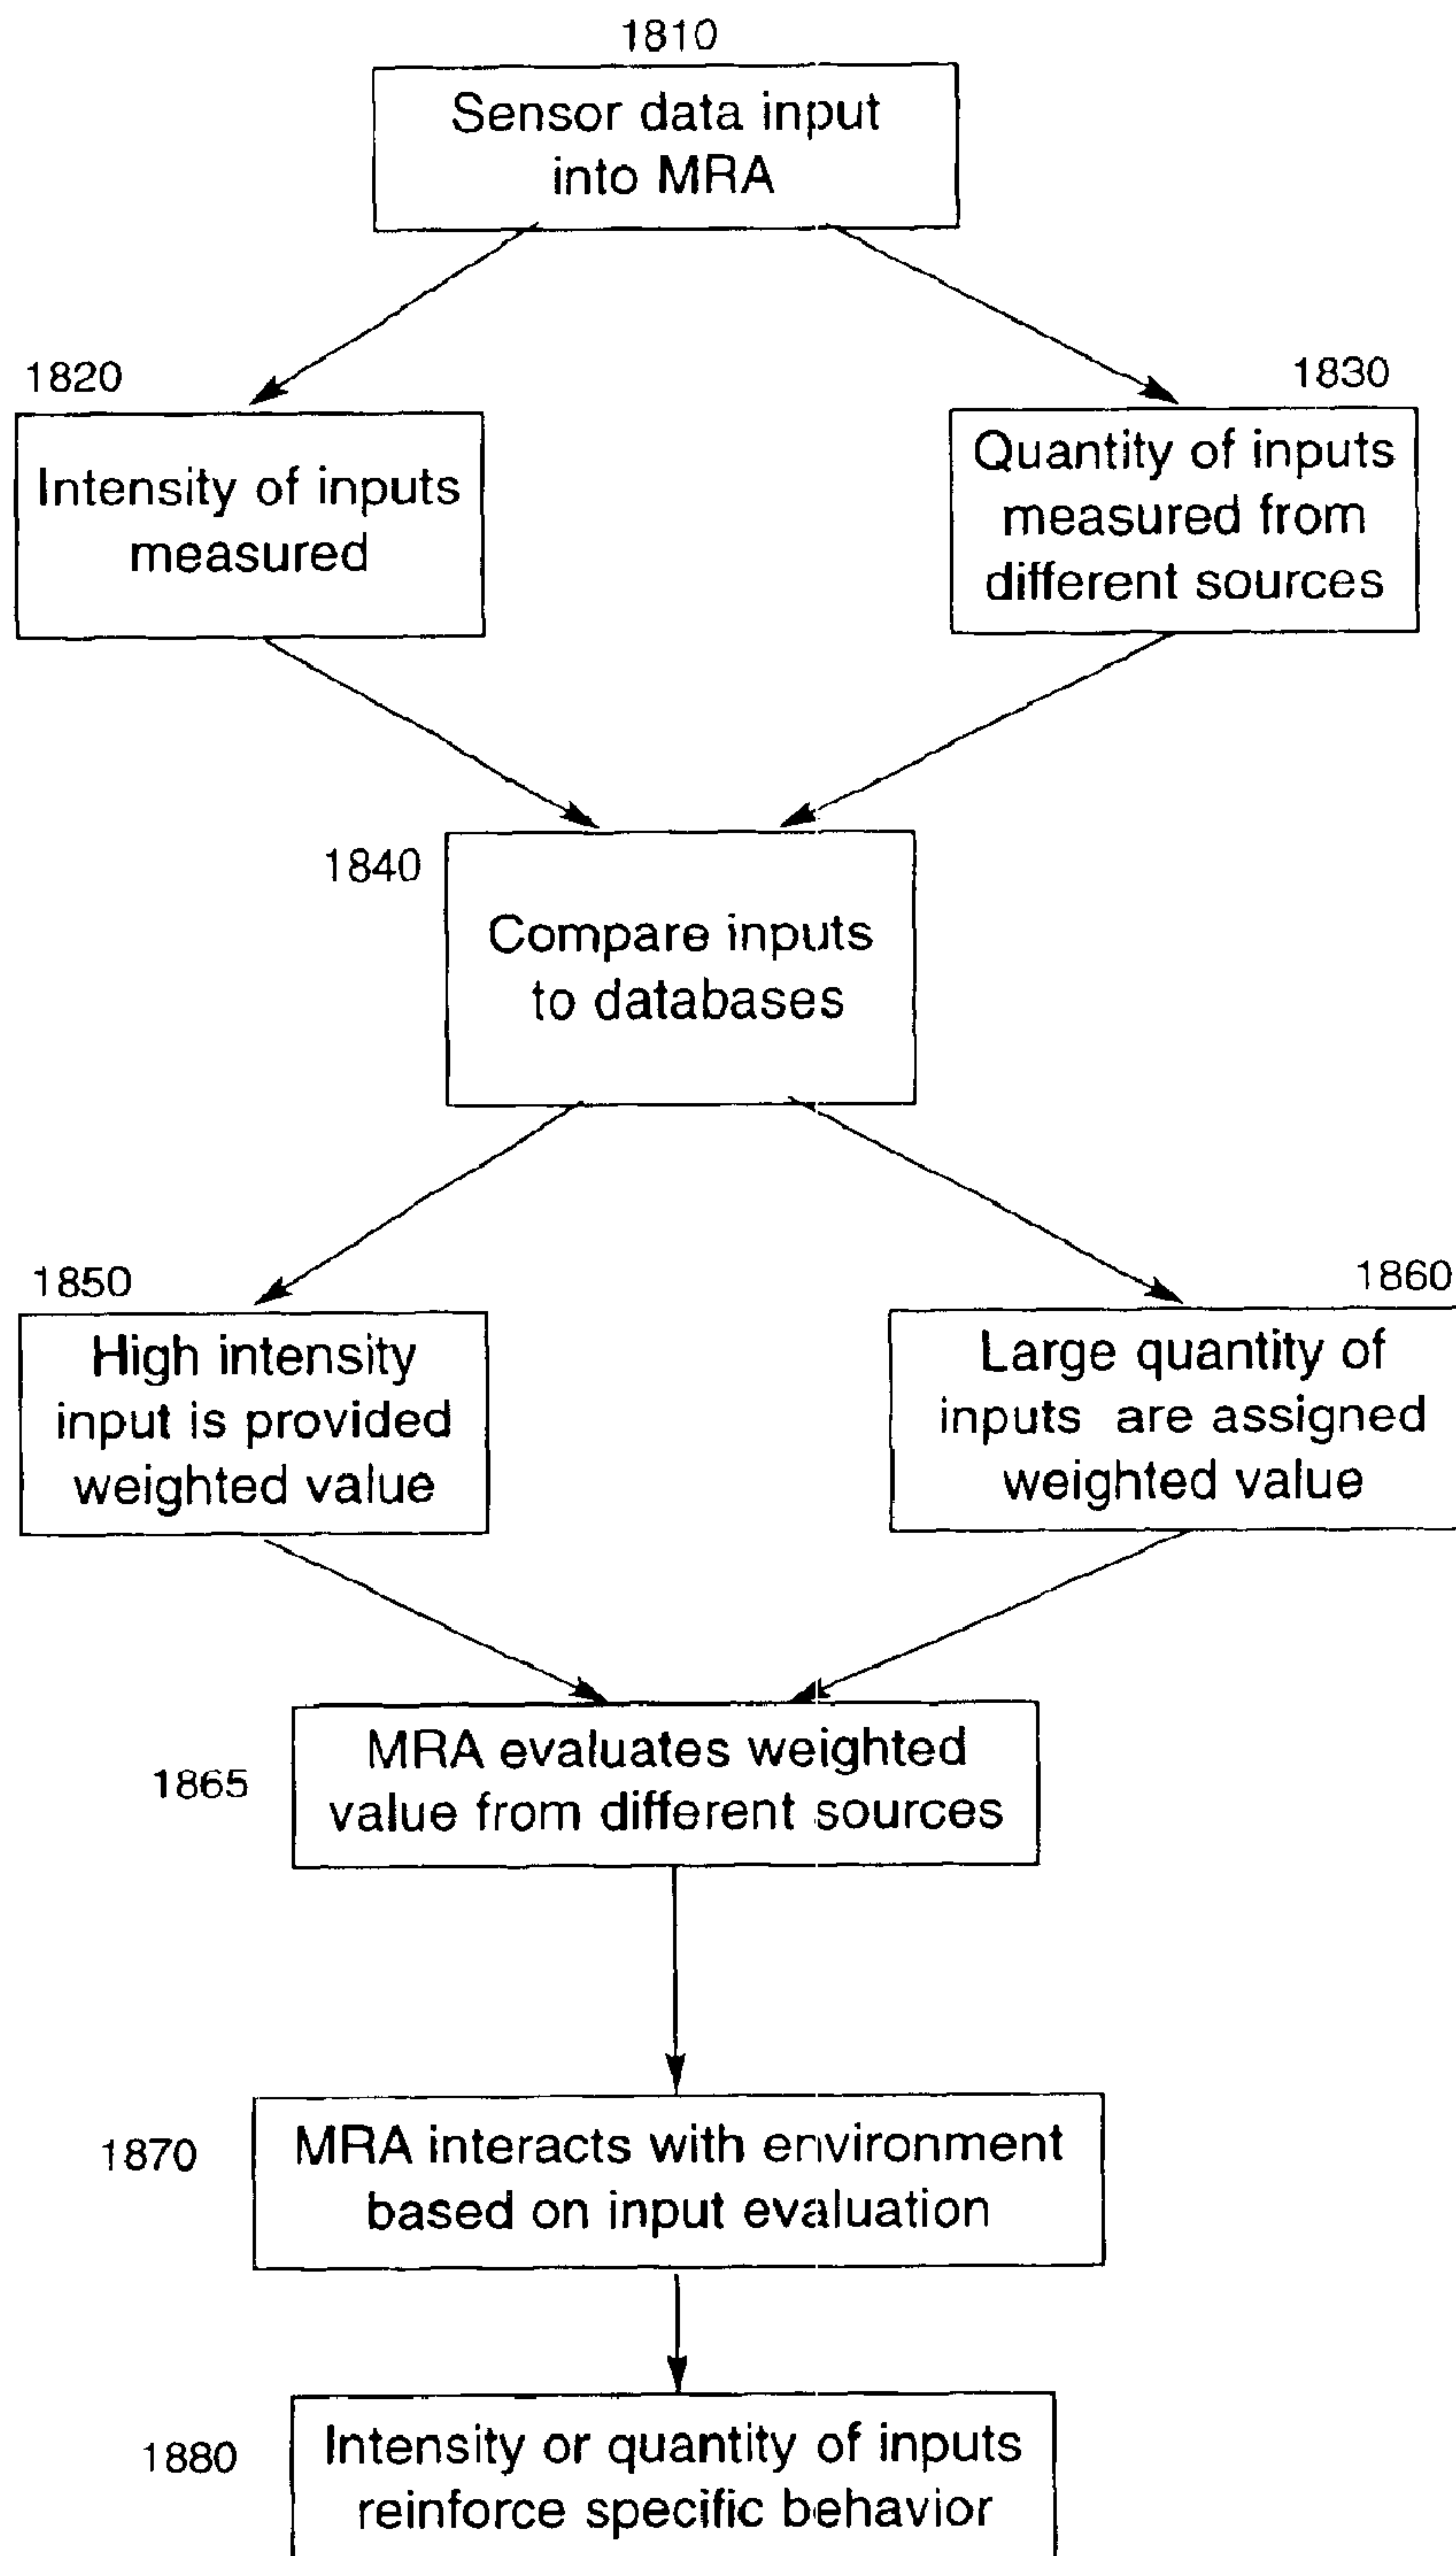 1810
Sensor data input
into MRA
1820
Intensity of inputs
measured
1830
Quantity of inputs
measured from
different sources
1840
Compare inputs
to databases
1850
High intensity
input is provided
weighted value
1860
Large quantity of
inputs are assigned
weighted value
1865
MRA evaluates weighted
value from different sources
1870
MRA interacts with environment
based on input evaluation
1880
Intensity or quantity of inputs
reinforce specific behavior